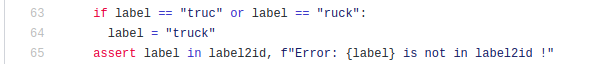 63 if label == "truc" or label == "ruck":
64 label = "truck"
65 assert label in label2id, f"Error: {label} is not in label2id !"